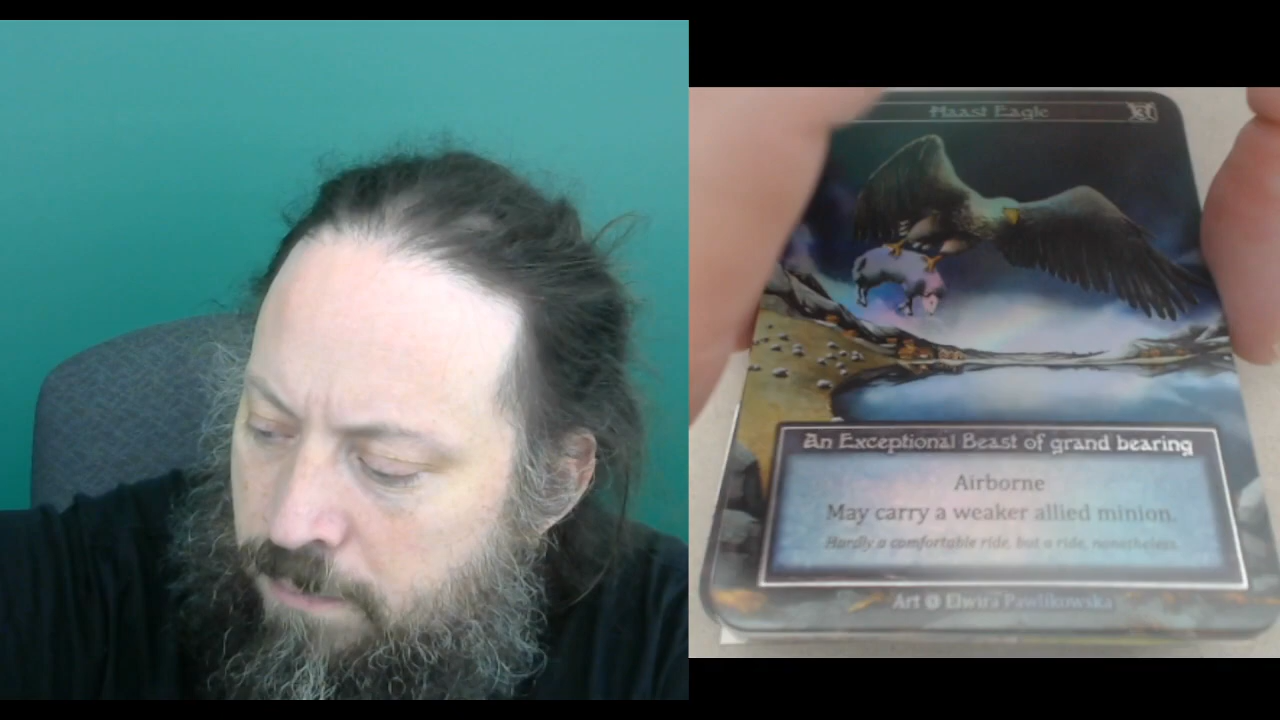 Haast Eagle
An Exceptional Beast of grand bearing
Airborne
May carry a weaker allied minion.
Hardly a comfortable ride, but a ride, nonetheless.
Art @ Elwira Pawlikowska